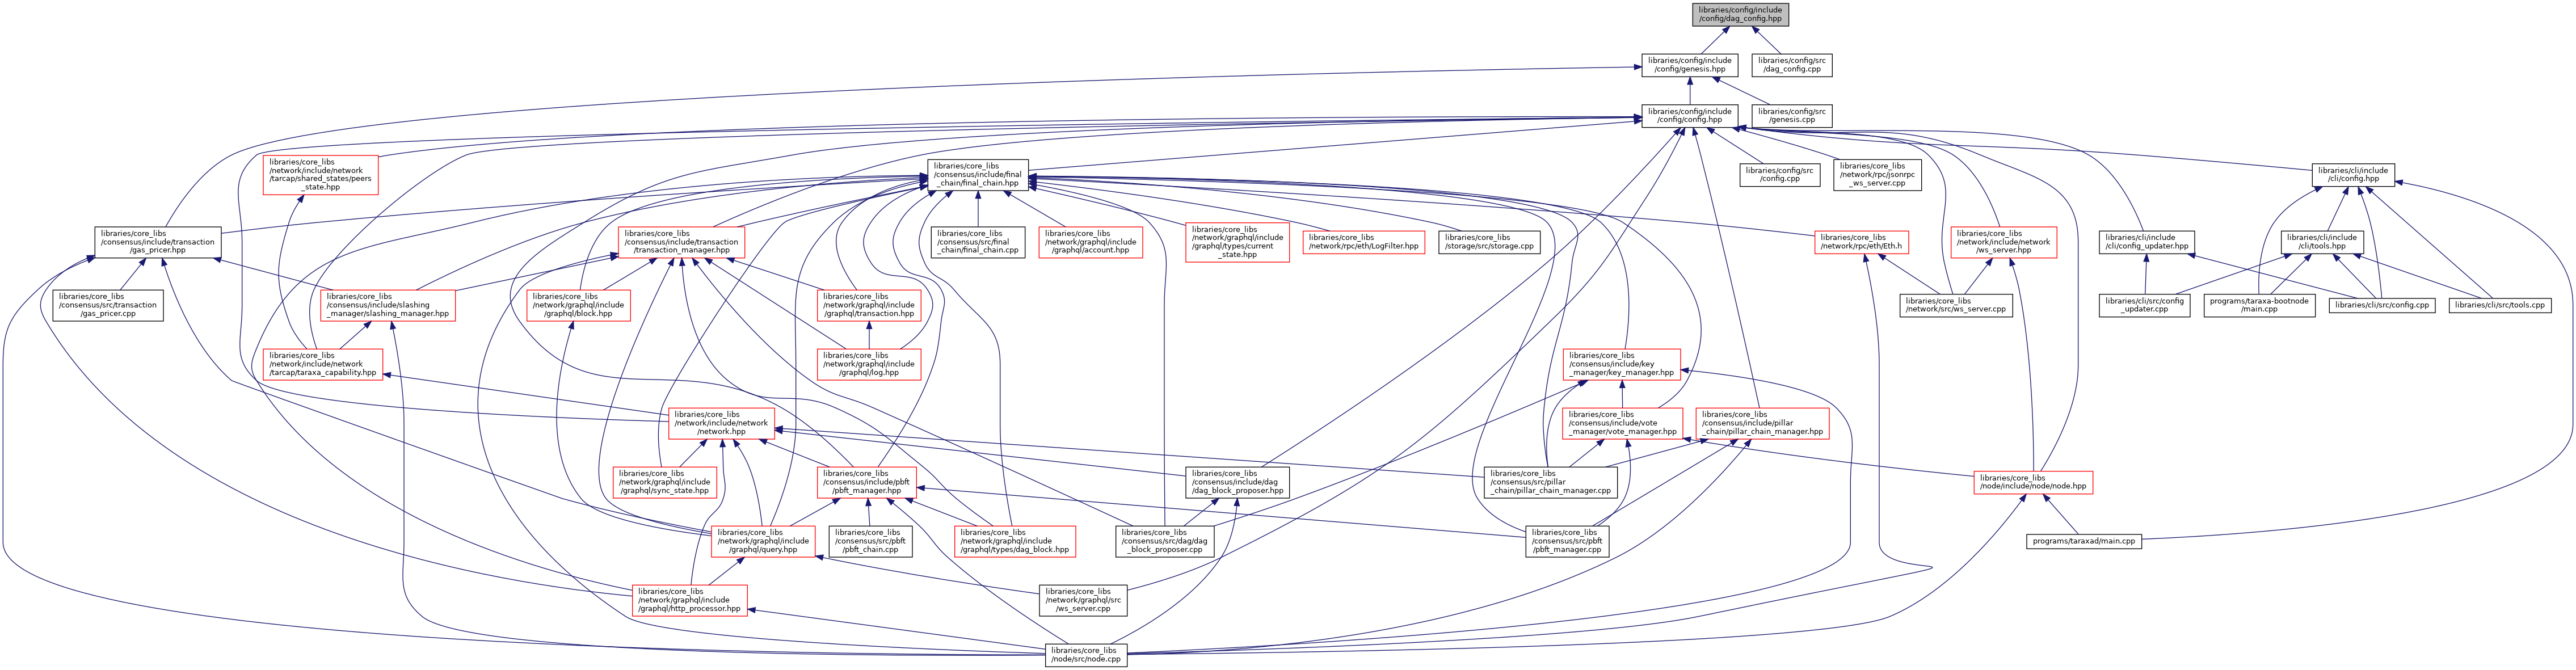 libraries/config/include
/config/dag_config.hpp
libraries/config/include
/config/genesis.hpp
libraries/config/src
/dag_config.cpp
libraries/config/include
/config/config.hpp
libraries/config/src
/genesis.cpp
libraries/core_libs
/network/include/network
/tarcap/shared_states/peers
_state.hpp
libraries/core_libs
/consensus/include/final
_chain/final_chain.hpp
libraries/config/src
/config.cpp
libraries/core_libs
/network/rpc/jsonrpc
_ws_server.cpp
libraries/cli/include
/cli/config.hpp
libraries/core_libs
/consensus/include/transaction
/gas_pricer.hpp
libraries/core_libs
/consensus/include/transaction
/transaction_manager.hpp
libraries/core_libs
/consensus/src/final
_chain/final_chain.cpp
libraries/core_libs
/network/graphql/include
/graphql/account.hpp
libraries/core_libs
/network/graphql/include
/graphql/types/current
_state.hpp
libraries/core_libs
/network/rpc/eth/LogFilter.hpp
libraries/core_libs
/storage/src/storage.cpp
libraries/core_libs
/network/rpc/eth/Eth.h
libraries/core_libs
/network/include/network
/ws_server.hpp
libraries/cli/include
/cli/config_updater.hpp
libraries/cli/include
/cli/tools.hpp
libraries/core_libs
/consensus/src/transaction
/gas_pricer.cpp
libraries/core_libs
/consensus/include/slashing
_manager/slashing_manager.hpp
libraries/core_libs
/network/graphql/include
/graphql/block.hpp
libraries/core_libs
/network/graphql/include
/graphql/transaction.hpp
libraries/core_libs
/network/src/ws_server.cpp
libraries/cli/src/config
_updater.cpp
programs/taraxa-bootnode
/main.cpp
libraries/cli/src/config.cpp
libraries/cli/src/tools.cpp
libraries/core_libs
/network/include/network
/tarcap/taraxa_capability.hpp
libraries/core_libs
/network/graphql/include
/graphql/log.hpp
libraries/core_libs
/consensus/include/key
_manager/key_manager.hpp
libraries/core_libs
/network/include/network
/network.hpp
libraries/core_libs
/consensus/include/vote
_manager/vote_manager.hpp
libraries/core_libs
/consensus/include/pillar
_chain/pillar_chain_manager.hpp
libraries/core_libs
/network/graphql/include
/graphql/sync_state.hpp
libraries/core_libs
/consensus/include/pbft
/pbft_manager.hpp
libraries/core_libs
/consensus/include/dag
/dag_block_proposer.hpp
libraries/core_libs
/consensus/src/pillar
_chain/pillar_chain_manager.cpp
libraries/core_libs
/node/include/node/node.hpp
libraries/core_libs
/network/graphql/include
/graphql/query.hpp
libraries/core_libs
/consensus/src/pbft
/pbft_chain.cpp
libraries/core_libs
/network/graphql/include
/graphql/types/dag_block.hpp
libraries/core_libs
/consensus/src/dag/dag
_block_proposer.cpp
libraries/core_libs
/consensus/src/pbft
/pbft_manager.cpp
programs/taraxad/main.cpp
libraries/core_libs
/network/graphql/include
/graphql/http_processor.hpp
libraries/core_libs
/network/graphql/src
/ws_server.cpp
libraries/core_libs
/node/src/node.cpp